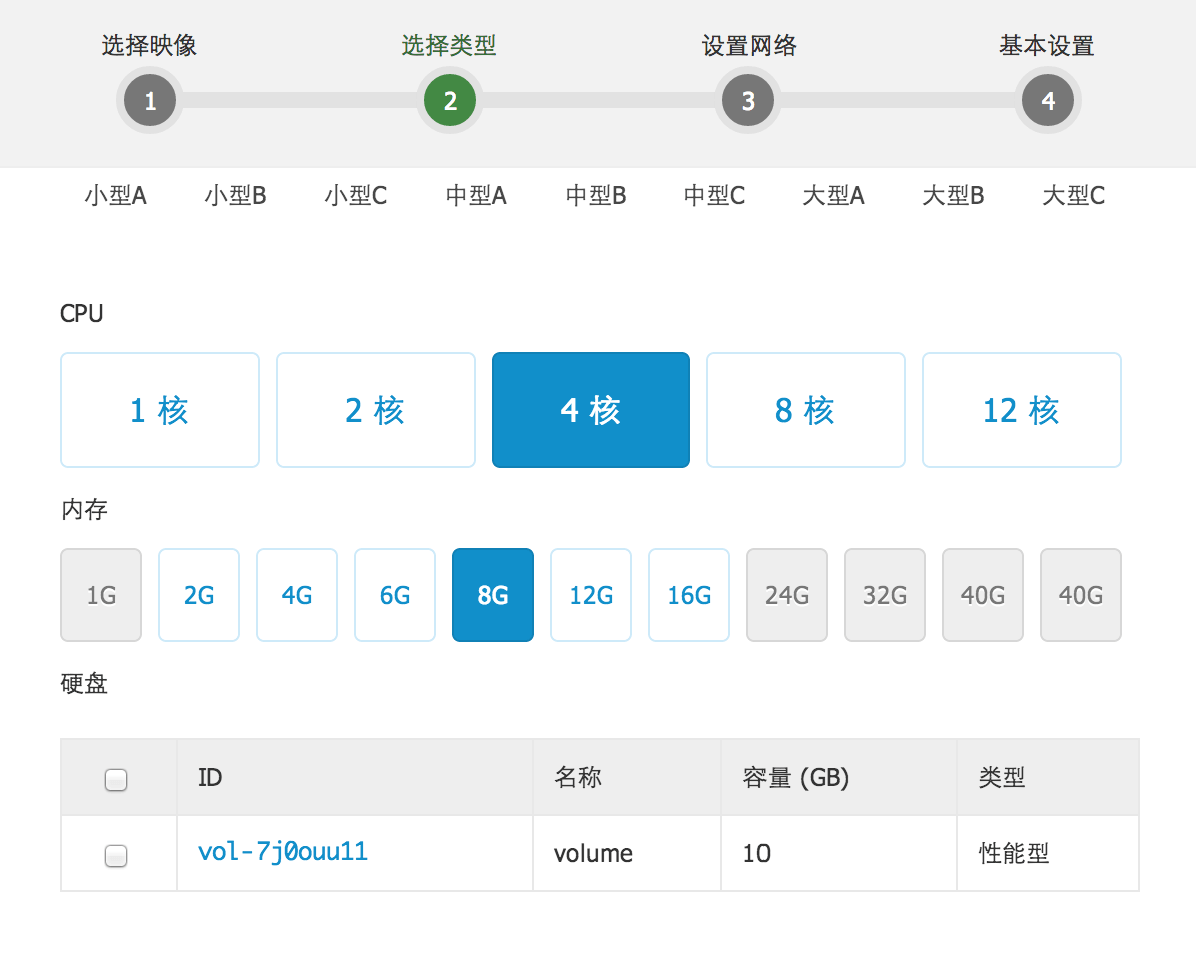 选择映像 选择类型 设置网络 基本设置
1 2 3 4
小型A 小型B 小型C 中型A 中型B 中型C 大型A 大型B 大型C
CPU
1 核 2 核 4 核 8 核 12 核
内存
1G 2G 4G 6G 8G 12G 16G 24G 32G 40G 40G
硬盘
ID 名称 容量 (GB) 类型
vol-7j0ouu11 volume 10 性能型